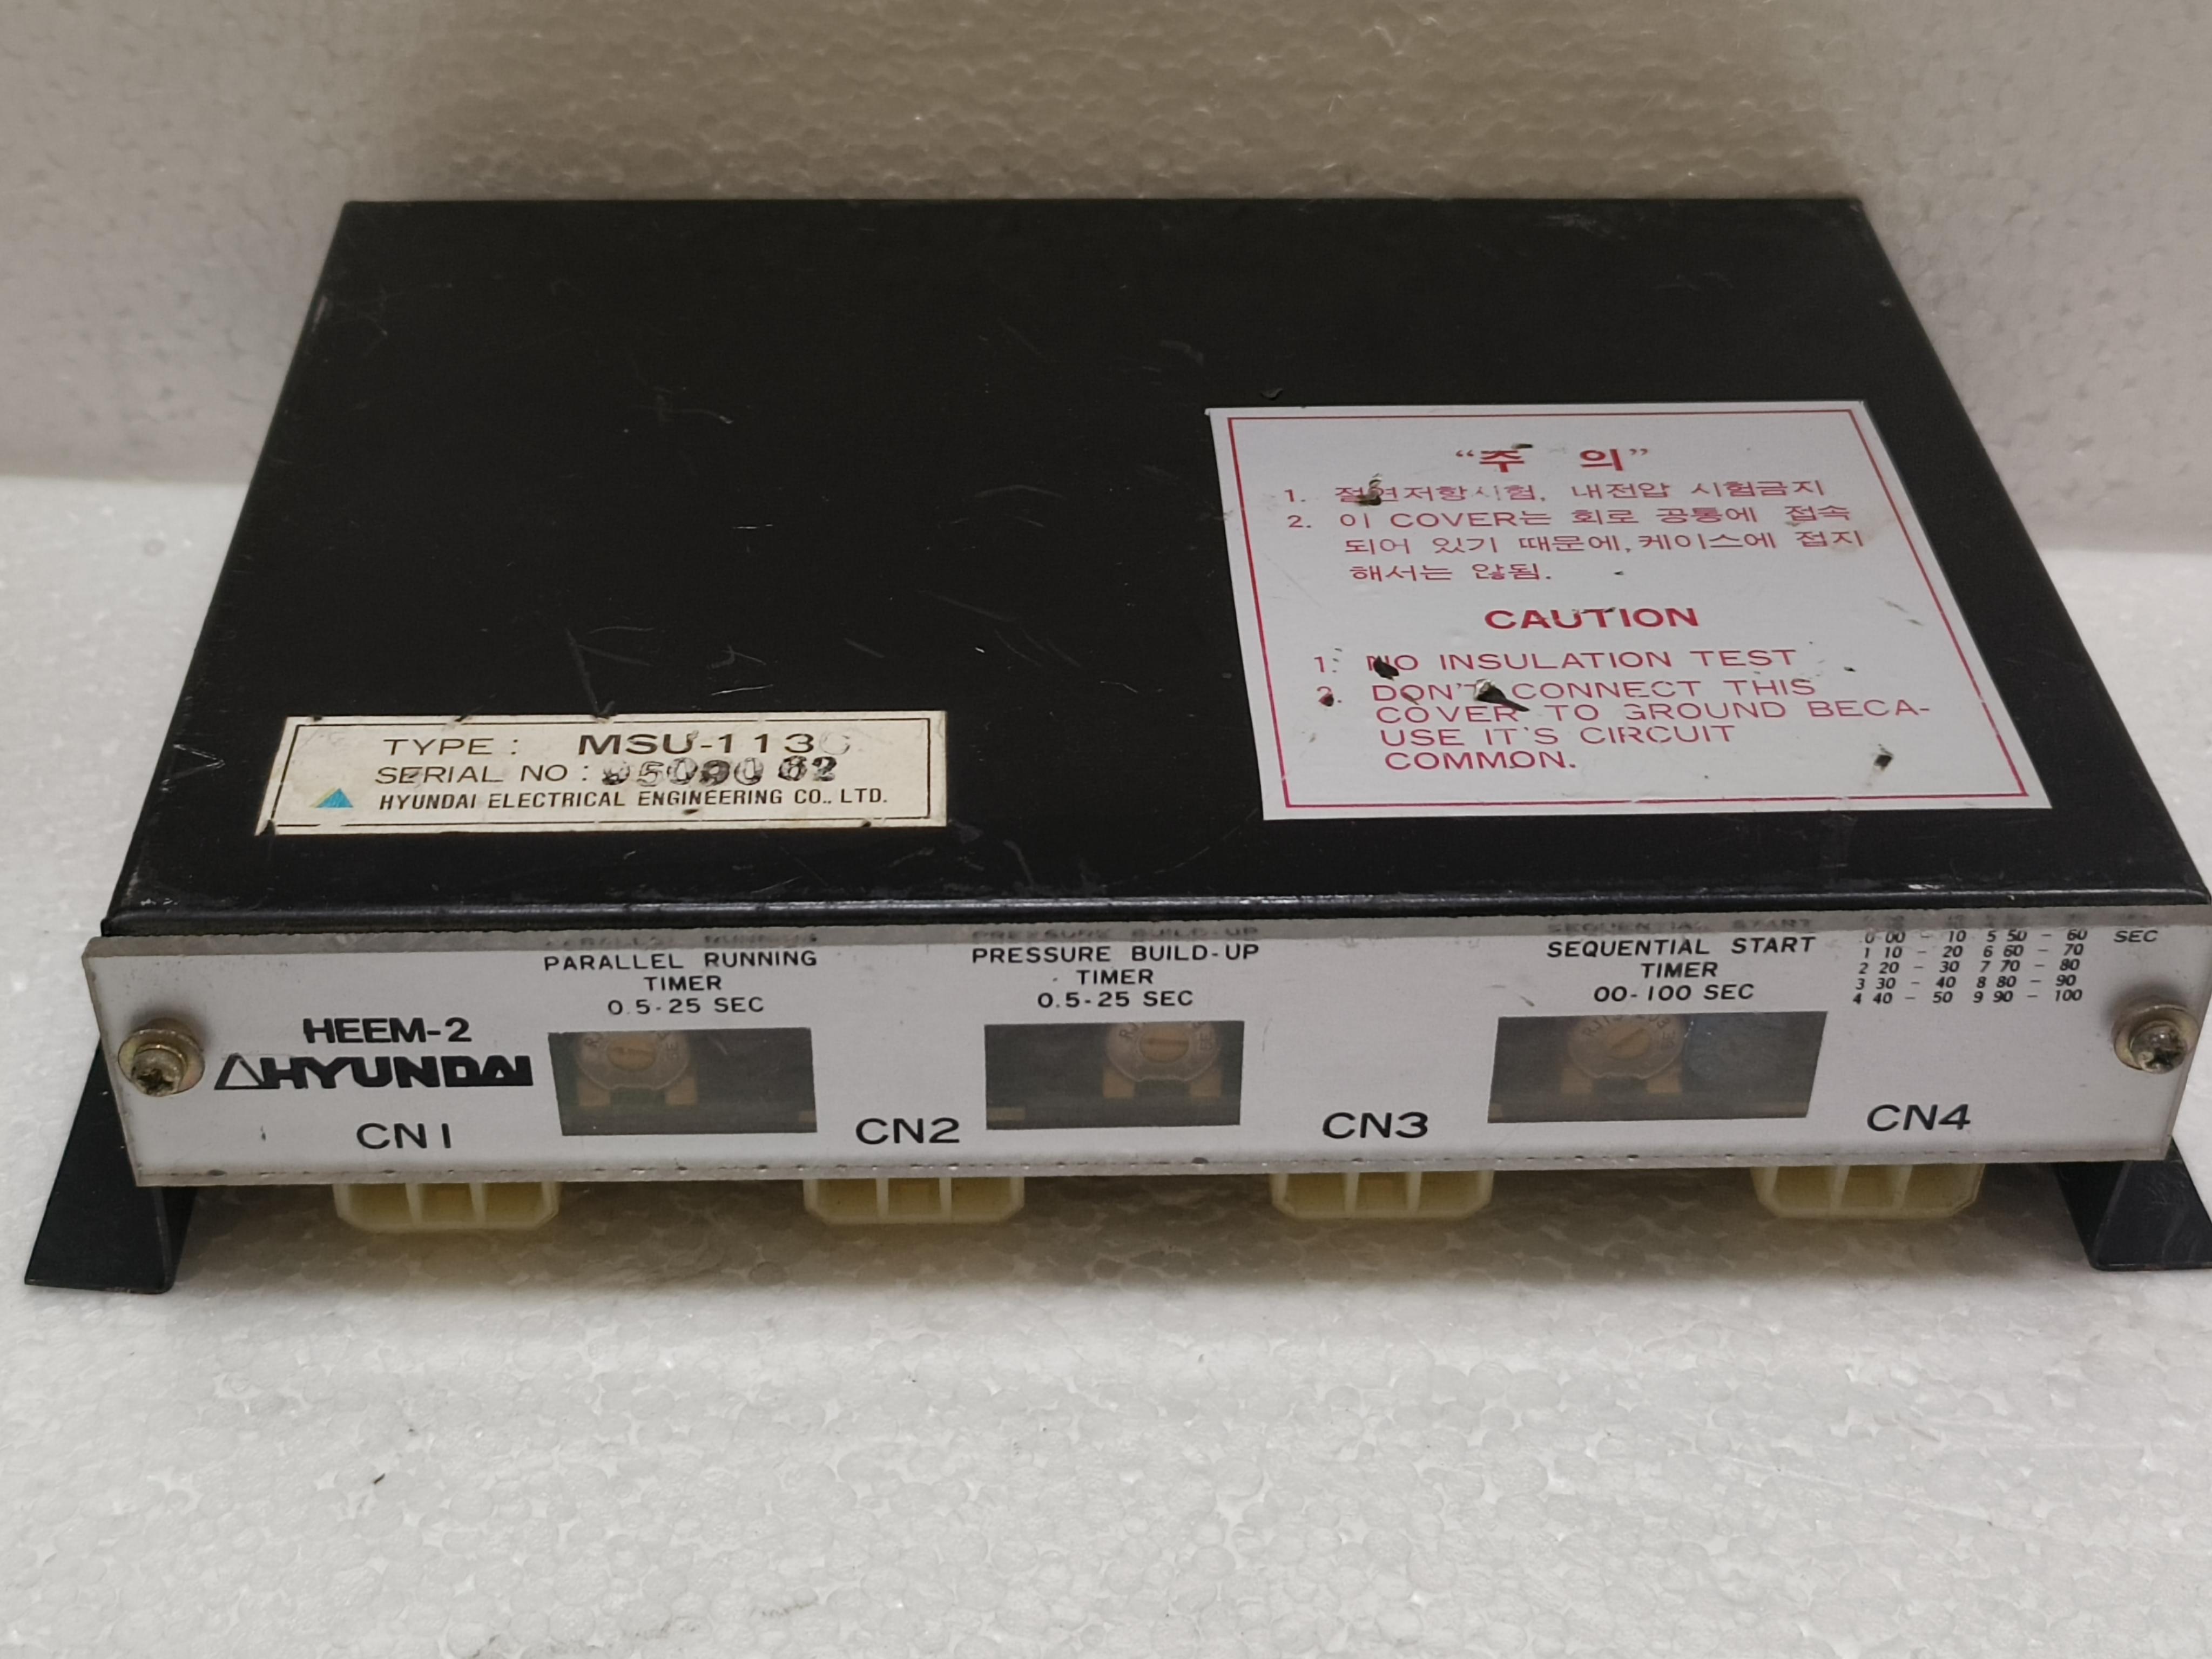 "주 의"
1. 절연저항시험, 내전압 시험금지
2. 이 COVER는 회로 공통에 접속
되어 있기 때문에, 케이스에 접지
해서는 않됨.
CAUTION
1. NO INSULATION TEST
2. DON'T CONNECT THIS
COVER TO GROUND BECA-
USE IT'S CIRCUIT
COMMON.
TYPE : MSU-113
SERIAL NO :
HYUNDAI ELECTRICAL ENGINEERING CO., LTD.
HEEM-2
HYUNDAI
CN1
PARALLEL RUNNING
TIMER
0.5-25 SEC
CN2
PRESSURE BUILD-UP
TIMER
0.5-25 SEC
CN3
SEQUENTIAL START
TIMER
00-100 SEC
0 00 - 10 5 50 - 60 SEC
1 10 - 20 6 60 - 70
2 20 - 30 7 70 - 80
3 30 - 40 8 80 - 90
4 40 - 50 9 90 - 100
CN4